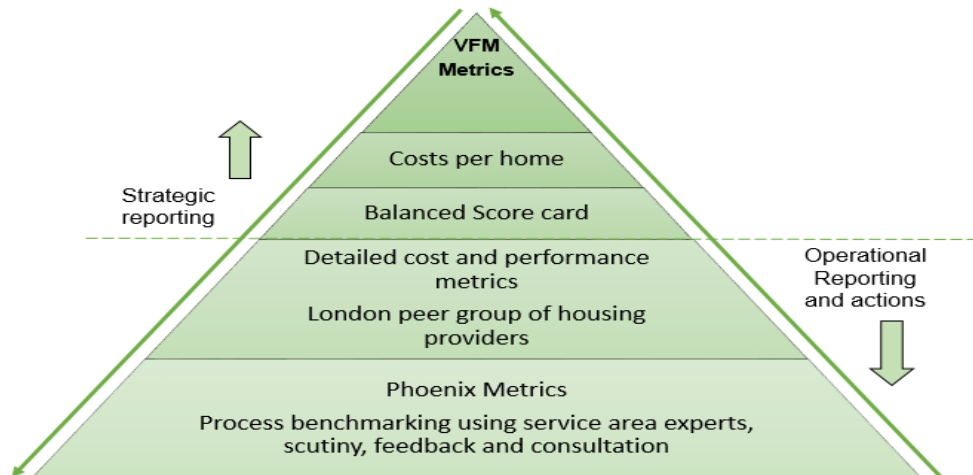 VFM
Metrics
Costs per home
Strategic
reporting
Balanced Score card
Detailed cost and performance
metrics
London peer group of housing
providers
Operational
Reporting
and actions
Phoenix Metrics
Process benchmarking using service area experts,
scrutiny, feedback and consultation